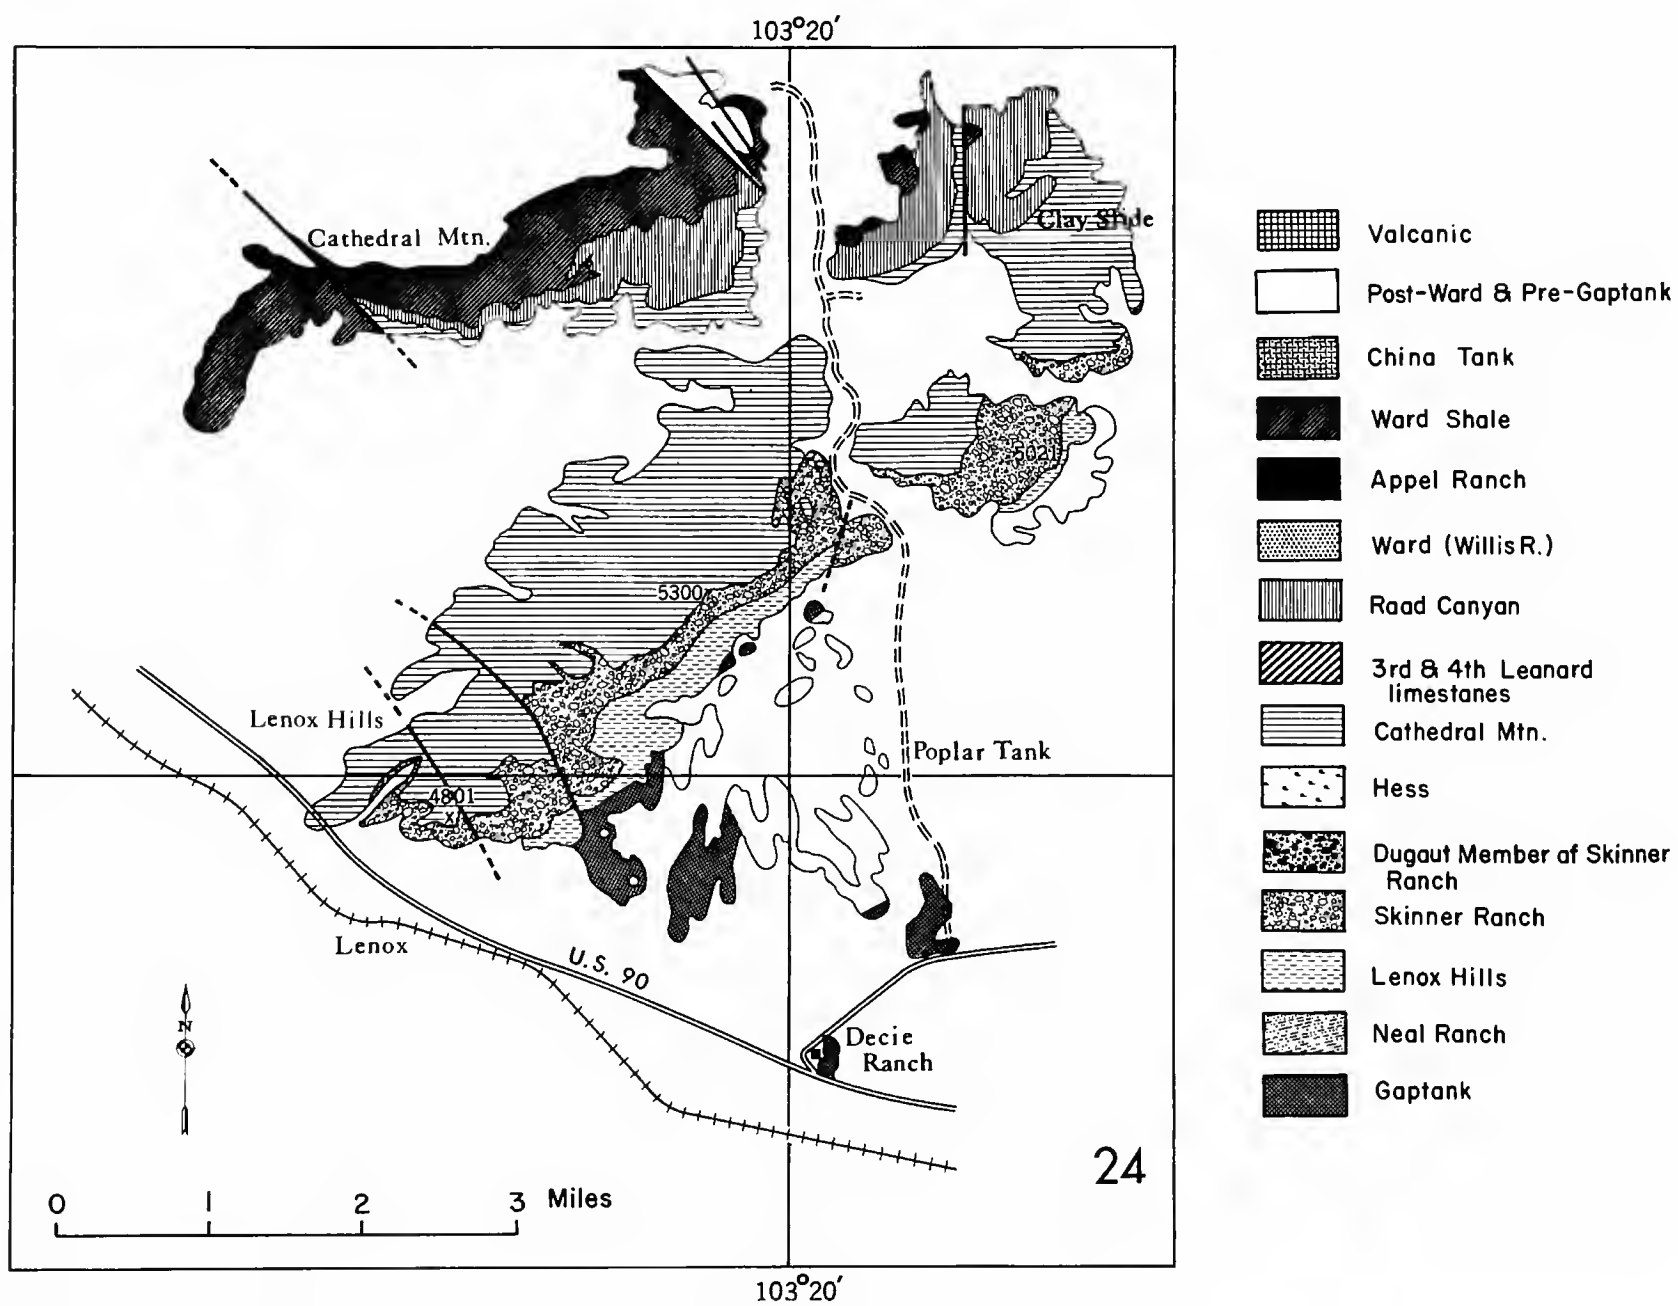 103°20'
Cathedral Mtn.
Clay Slide
5021
5300x
Lenox Hills
Poplar Tank
4801
x
Lenox
U.S. 90
Decie
Ranch
N
24
0 1 2 3 Miles
103°20'
Valcanic
Post-Ward & Pre-Gaptank
China Tank
Ward Shale
Appel Ranch
Ward (Willis R.)
Raad Canyan
3rd & 4th Leanard
limestanes
Cathedral Mtn.
Hess
Dugaut Member af Skinner
Ranch
Skinner Ranch
Lenox Hills
Neal Ranch
Gaptank